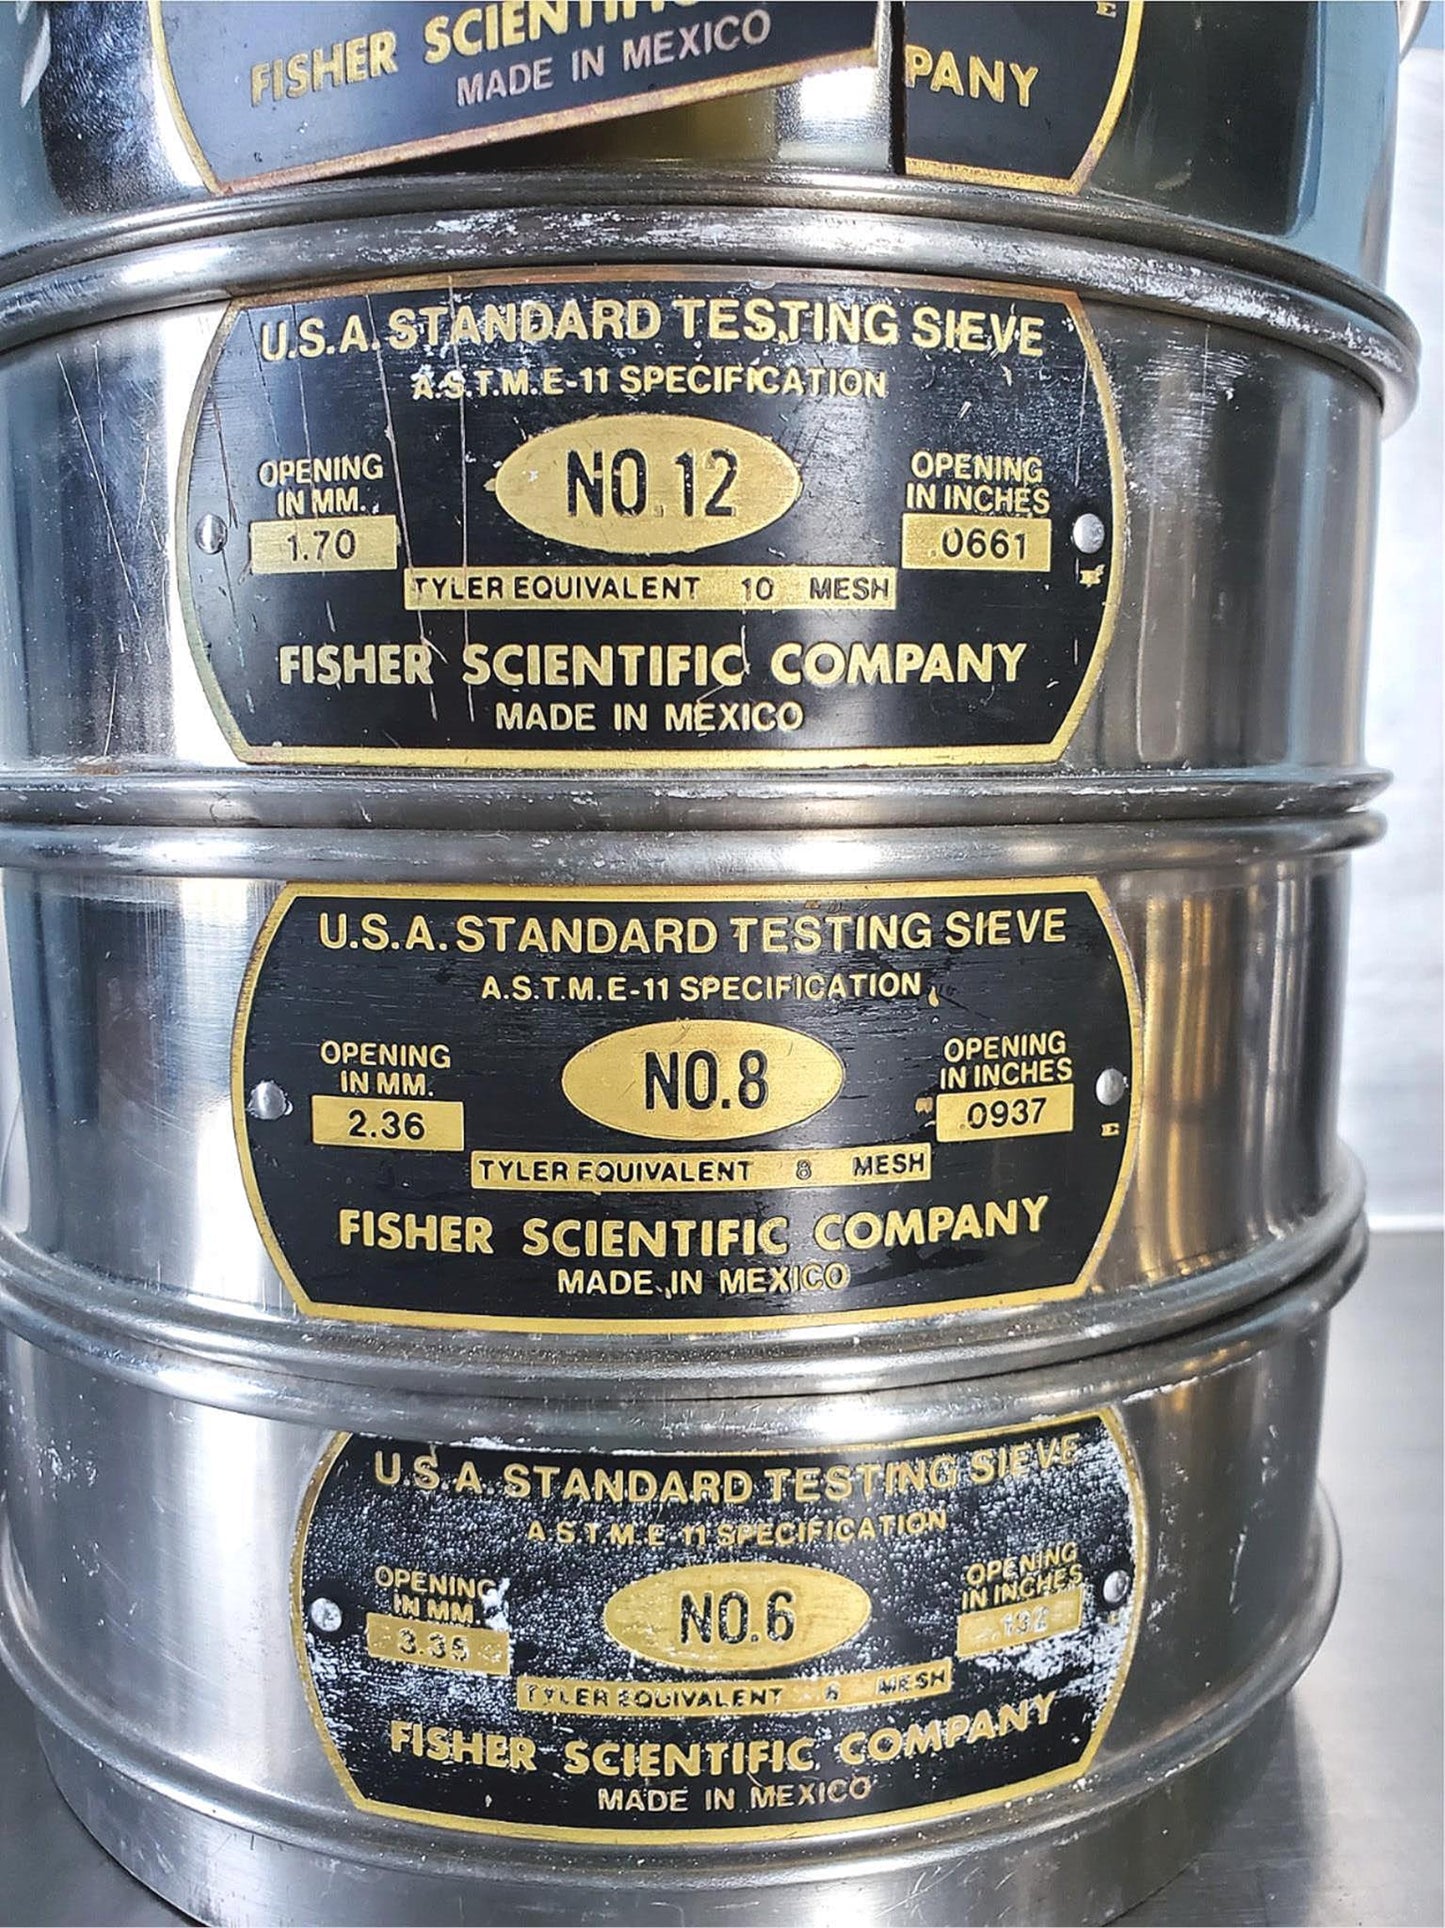 FISHER SCIENTIFIC
MADE IN MEXICO
E
PANY
U.S.A. STANDARD TESTING SIEVE
A.S.T.M. E-11 SPECIFICATION
OPENING
IN MM.
1.70
NO.12
OPENING
IN INCHES
.0661
TYLER EQUIVALENT 10 MESH
FISHER SCIENTIFIC COMPANY
MADE IN MEXICO
U.S.A. STANDARD TESTING SIEVE
A.S.T.M. E-11 SPECIFICATION
OPENING
IN MM.
2.36
NO.8
OPENING
IN INCHES
.0937
E
TYLER EQUIVALENT 8 MESH
FISHER SCIENTIFIC COMPANY
MADE IN MEXICO
U.S.A. STANDARD TESTING SIEVE
A.S.T.M. E-11 SPECIFICATION
OPENING
IN MM.
3.35
NO.6
OPENING
IN INCHES
.132
TYLER EQUIVALENT 6 MESH
FISHER SCIENTIFIC COMPANY
MADE IN MEXICO